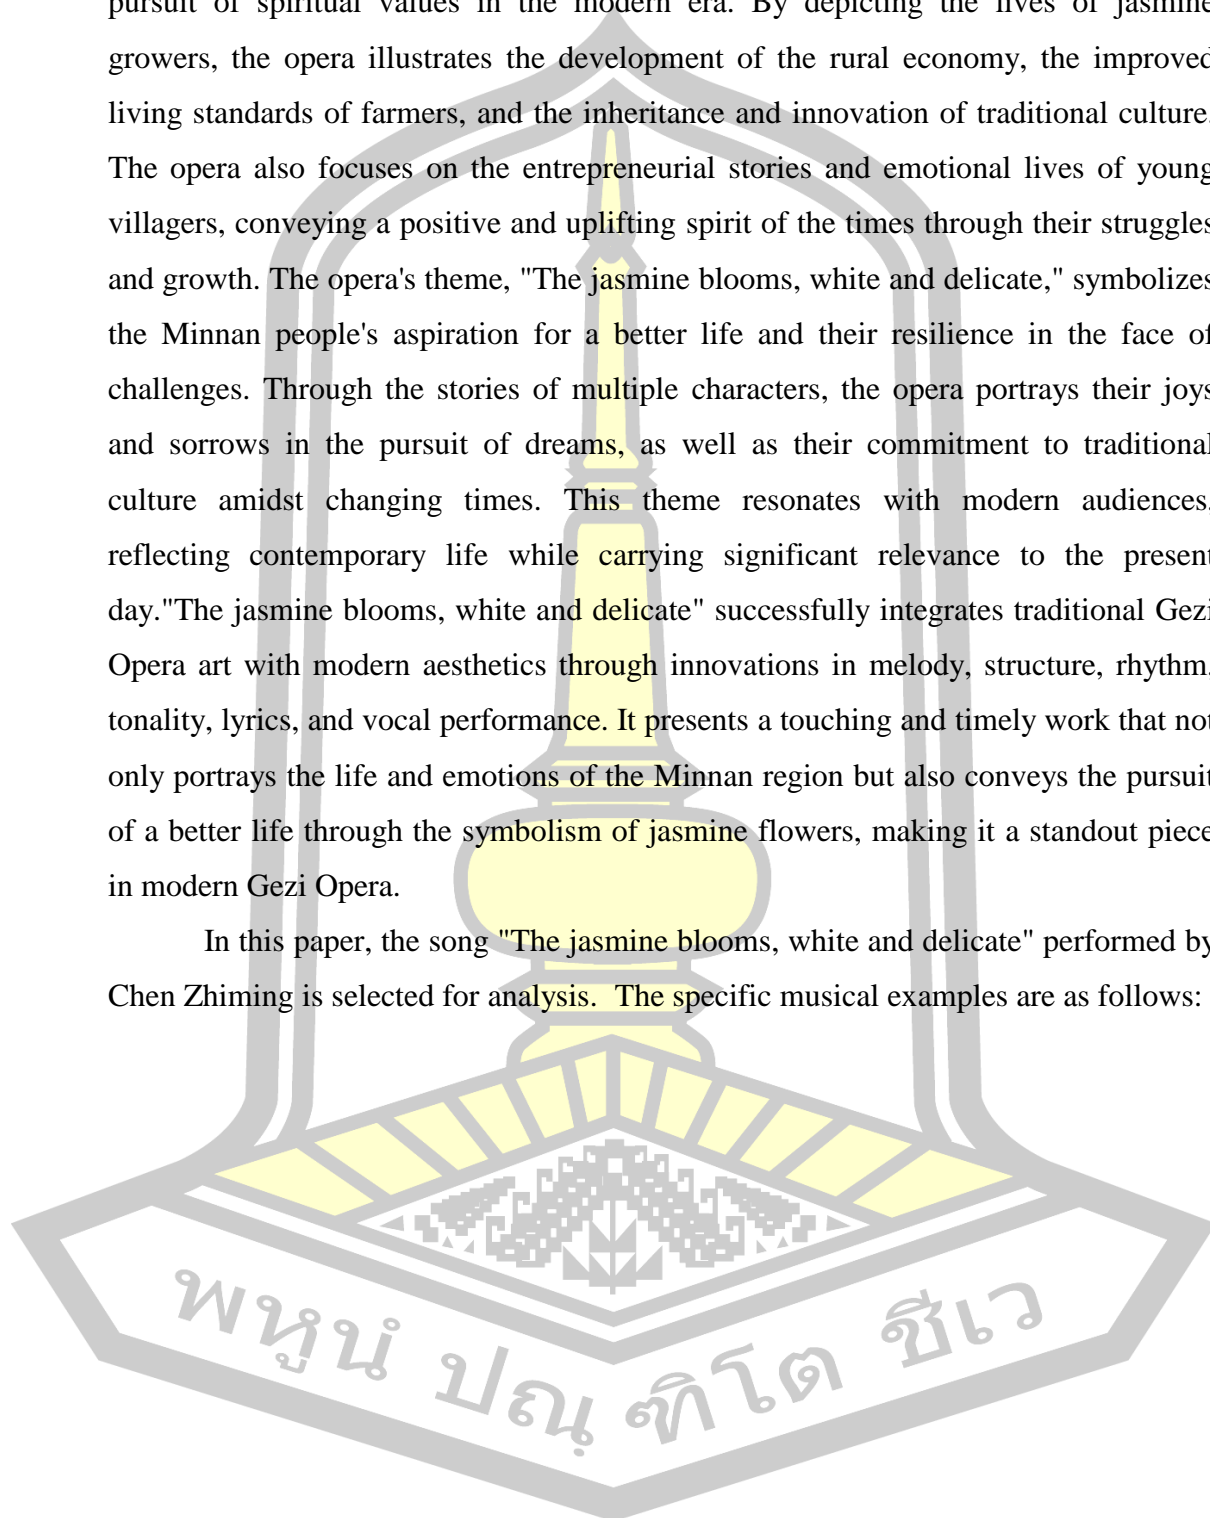 pursuit of spiritual values in the modern era. By depicting the lives of jasmine
growers, the opera illustrates the development of the rural economy, the improved
living standards of farmers, and the inheritance and innovation of traditional culture.
The opera also focuses on the entrepreneurial stories and emotional lives of young
villagers, conveying a positive and uplifting spirit of the times through their struggles
and growth. The opera's theme, "The jasmine blooms, white and delicate," symbolizes
the Minnan people's aspiration for a better life and their resilience in the face of
challenges. Through the stories of multiple characters, the opera portrays their joys
and sorrows in the pursuit of dreams, as well as their commitment to traditional
culture amidst changing times. This theme resonates with modern audiences,
reflecting contemporary life while carrying significant relevance to the present
day."The jasmine blooms, white and delicate" successfully integrates traditional Gezi
Opera art with modern aesthetics through innovations in melody, structure, rhythm,
tonality, lyrics, and vocal performance. It presents a touching and timely work that not
only portrays the life and emotions of the Minnan region but also conveys the pursuit
of a better life through the symbolism of jasmine flowers, making it a standout piece
in modern Gezi Opera.
In this paper, the song "The jasmine blooms, white and delicate" performed by
Chen Zhiming is selected for analysis.  The specific musical examples are as follows:
พหูนํ ปณฺฑิโต ชีเว